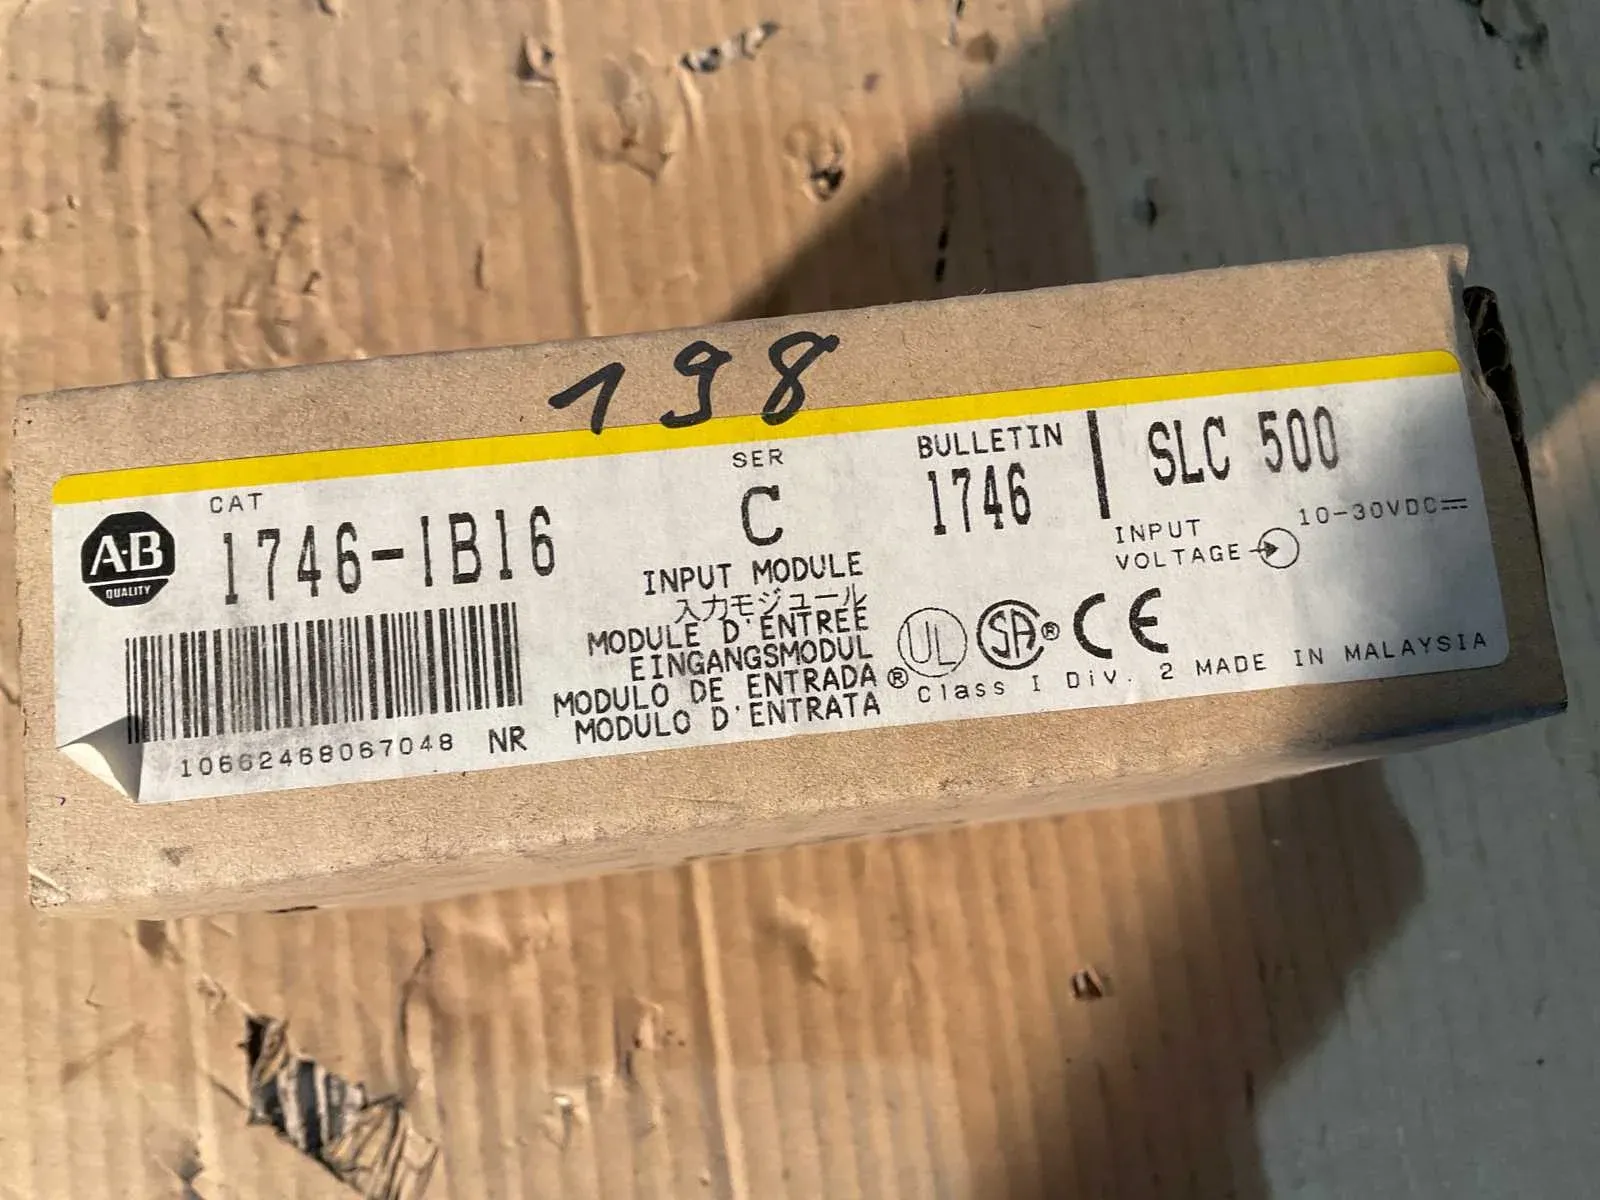 198
CAT
1746-IB16
SER
C
BULLETIN
1746
SLC 500
INPUT
VOLTAGE
10-30VDC
A·B
QUALITY
INPUT MODULE
入力モジュール
MODULE D'ENTREE
EINGANGSMODUL
MODULO DE ENTRADA
MODULO D'ENTRATA
10662468067048 NR
UL
®
SA®
CE
Class I Div. 2 MADE IN MALAYSIA